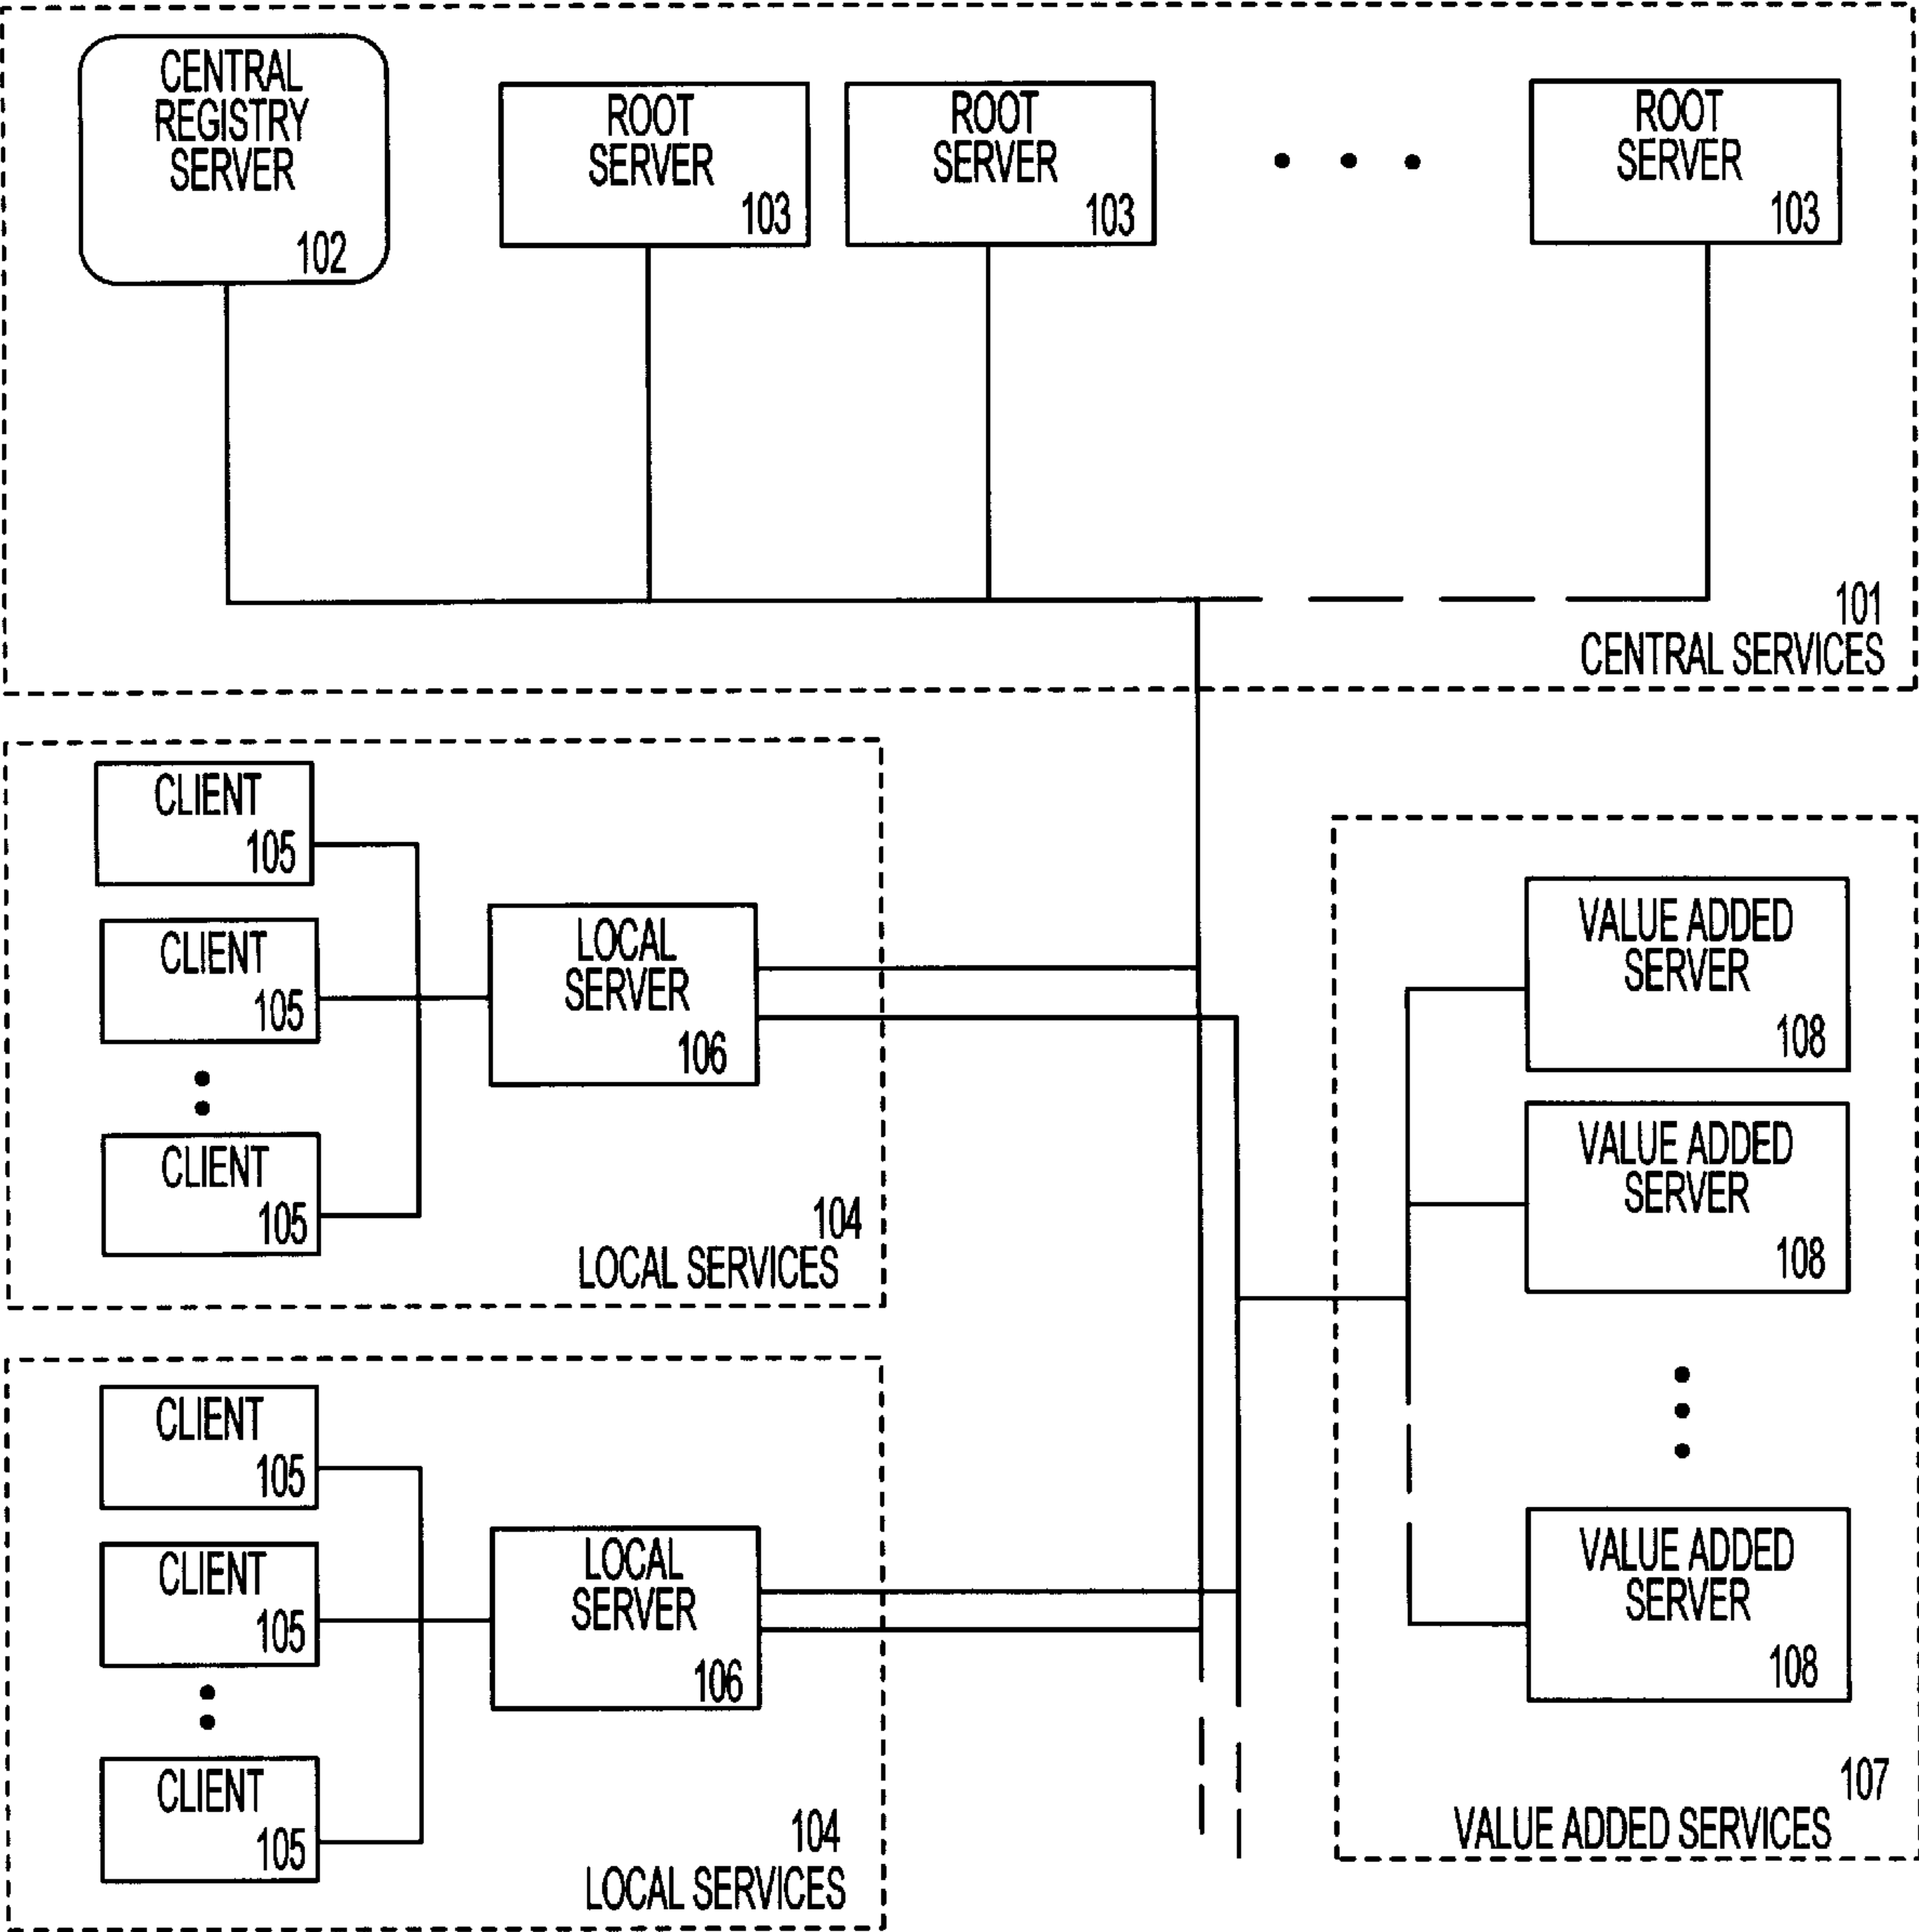 CENTRAL
REGISTRY
SERVER
102
ROOT
SERVER
103
ROOT
SERVER
103
ROOT
SERVER
103
101
CENTRAL SERVICES
CLIENT
105
CLIENT
105
CLIENT
105
LOCAL
SERVER
106
104
LOCAL SERVICES
CLIENT
105
CLIENT
105
CLIENT
105
LOCAL
SERVER
106
104
LOCAL SERVICES
VALUE ADDED
SERVER
108
VALUE ADDED
SERVER
108
VALUE ADDED
SERVER
108
107
VALUE ADDED SERVICES